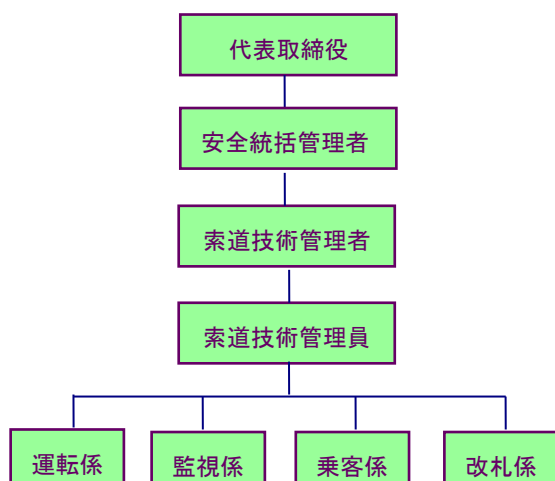 代表取締役
安全統括管理者
索道技術管理者
索道技術管理員
運転係
監視係
乗客係
改札係